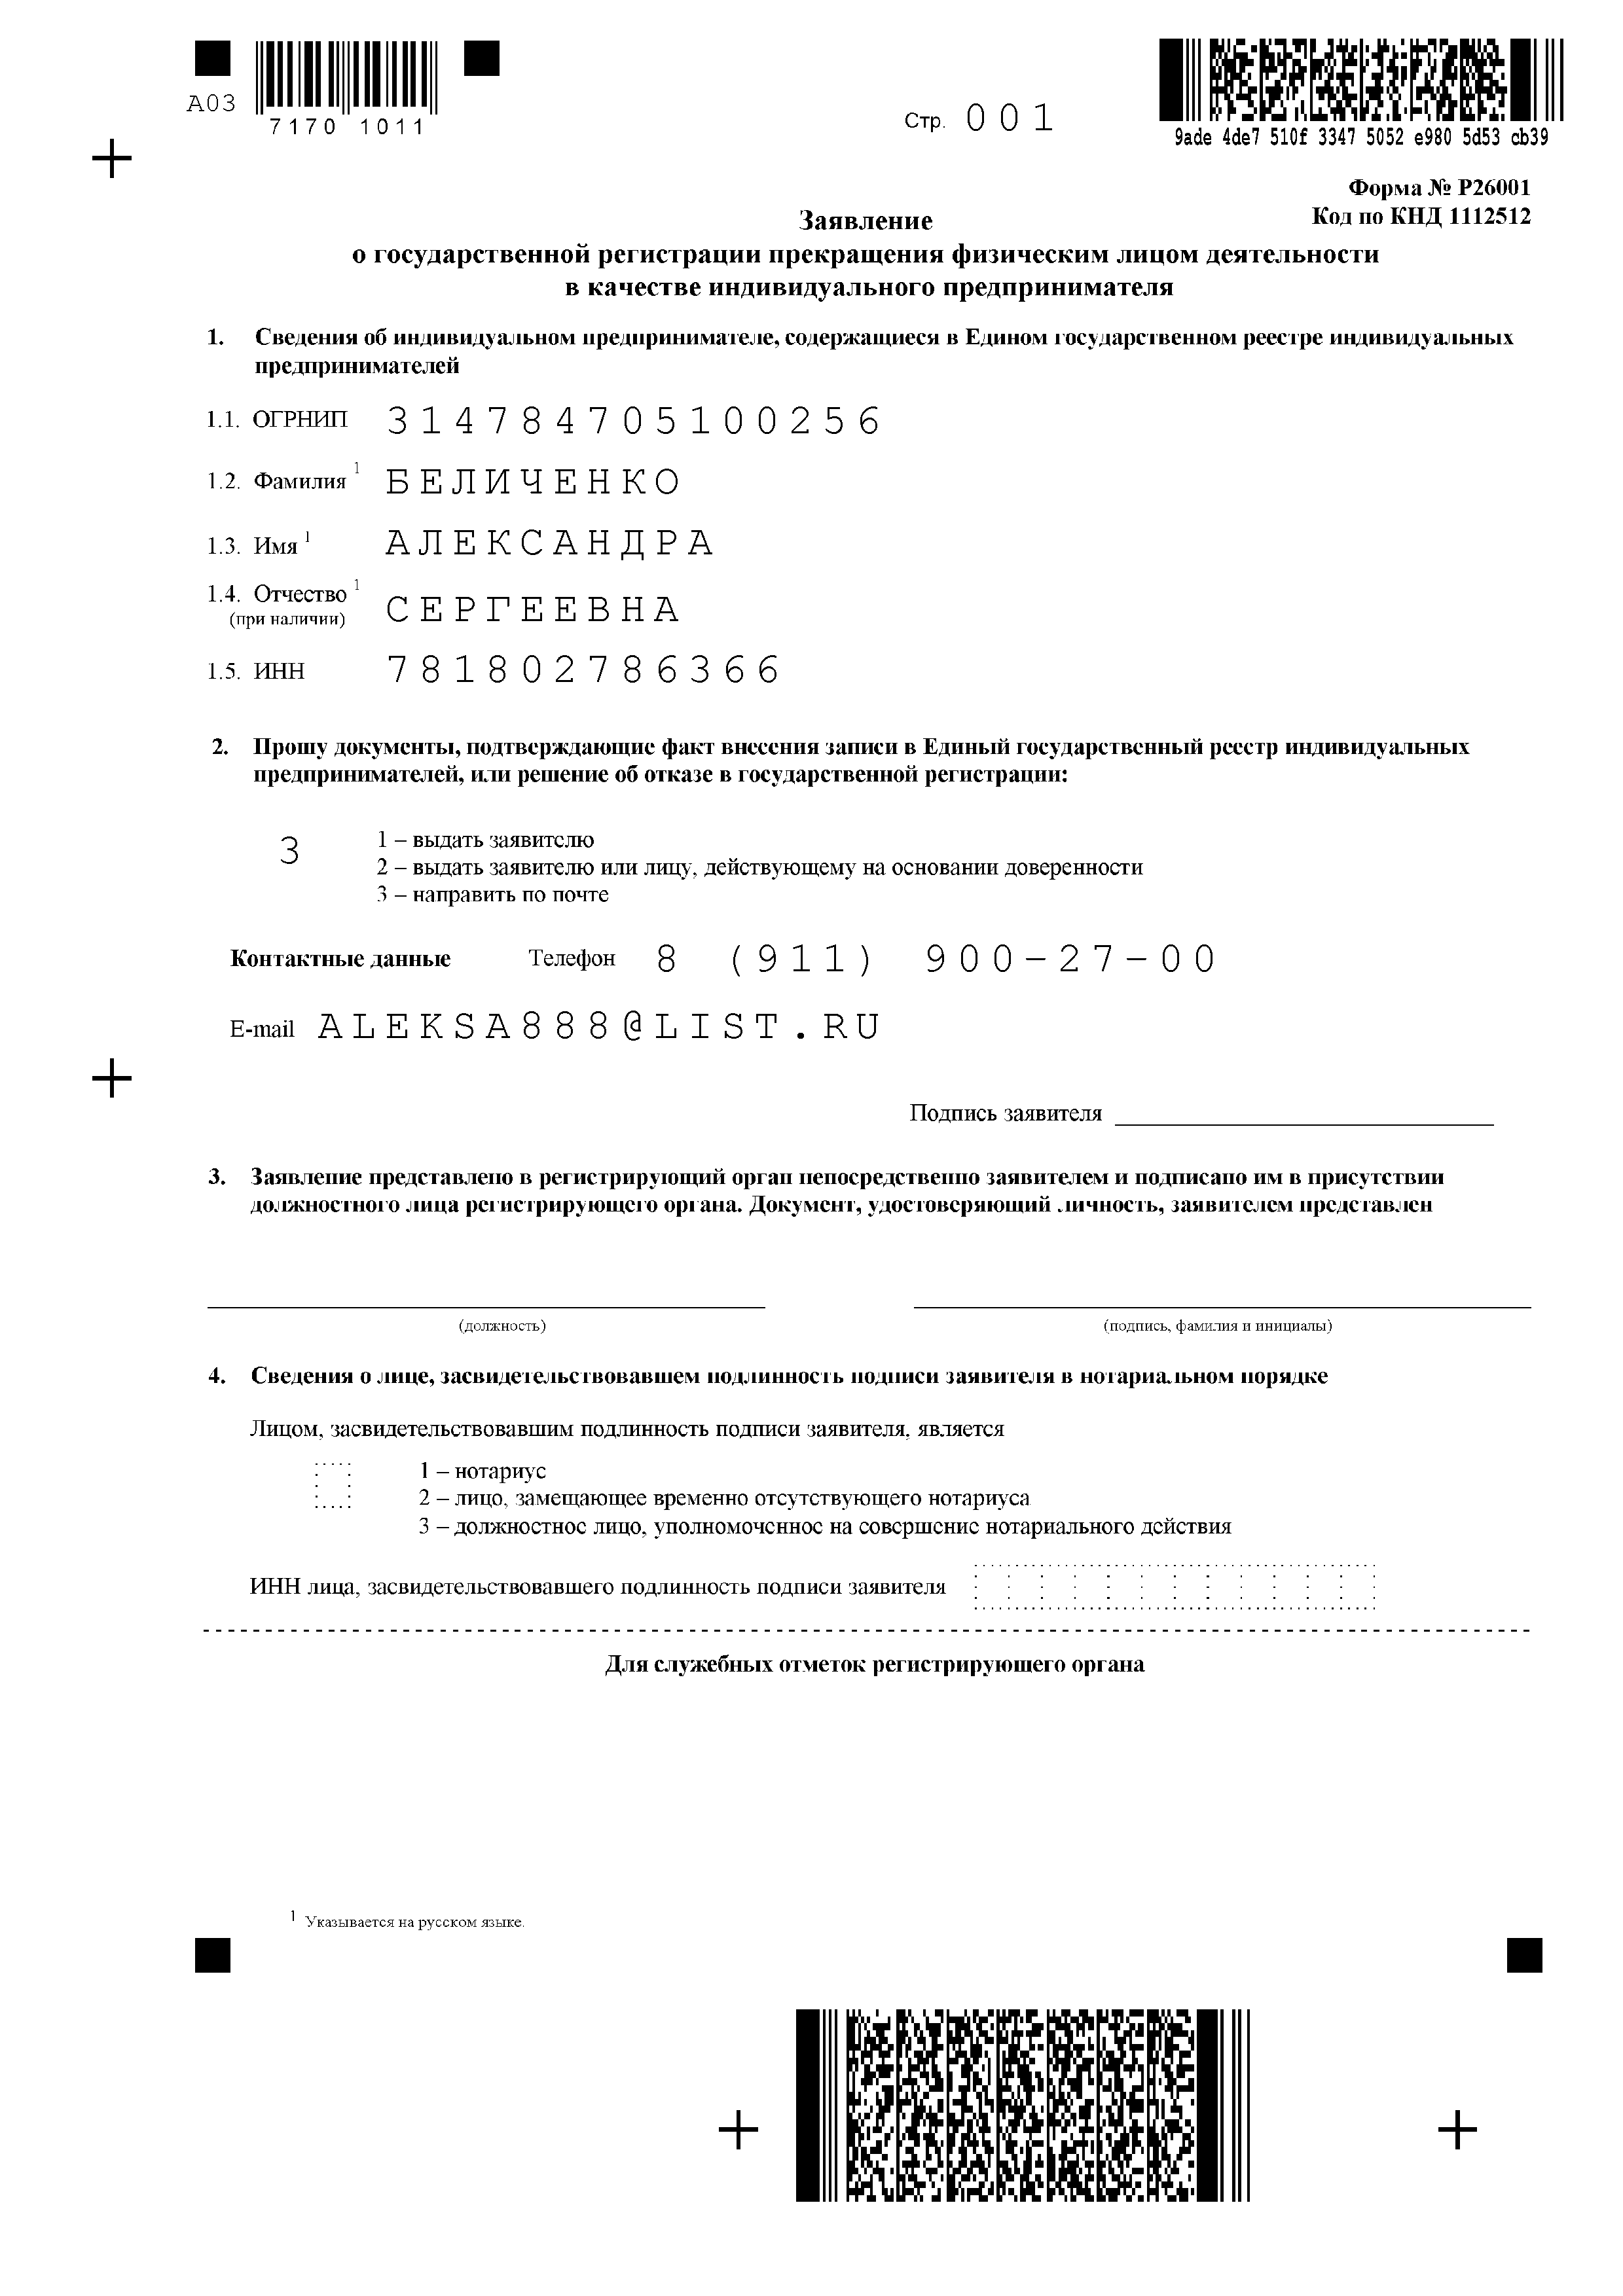 А03
7170 1011
Стр. 001
9ade 4de7 510f 3347 5052 e980 5d53 cb39
Форма № Р26001
Код по КНД 1112512
Заявление
о государственной регистрации прекращения физическим лицом деятельности
в качестве индивидуального предпринимателя
1. Сведения об индивидуальном предпринимателе, содержащиеся в Едином государственном реестре индивидуальных
предпринимателей
1.1. ОГРНИП 314784705100256
1.2. Фамилия 1 БЕЛИЧЕНКО
1.3. Имя 1 АЛЕКСАНДРА
1.4. Отчество 1 СЕРГЕЕВНА
(при наличии)
1.5. ИНН 781802786366
2. Прошу документы, подтверждающие факт внесения записи в Единый государственный реестр индивидуальных
предпринимателей, или решение об отказе в государственной регистрации:
3
1 – выдать заявителю
2 – выдать заявителю или лицу, действующему на основании доверенности
3 – направить по почте
Контактные данные Телефон 8 (911) 900-27-00
E-mail ALEKSA888@LIST.RU
Подпись заявителя
3. Заявление представлено в регистрирующий орган непосредственно заявителем и подписано им в присутствии
должностного лица регистрирующего органа. Документ, удостоверяющий личность, заявителем представлен
(должность) (подпись, фамилия и инициалы)
4. Сведения о лице, засвидетельствовавшем подлинность подписи заявителя в нотариальном порядке
Лицом, засвидетельствовавшим подлинность подписи заявителя, является
1 – нотариус
2 – лицо, замещающее временно отсутствующего нотариуса
3 – должностное лицо, уполномоченное на совершение нотариального действия
ИНН лица, засвидетельствовавшего подлинность подписи заявителя
Для служебных отметок регистрирующего органа
1 Указывается на русском языке.